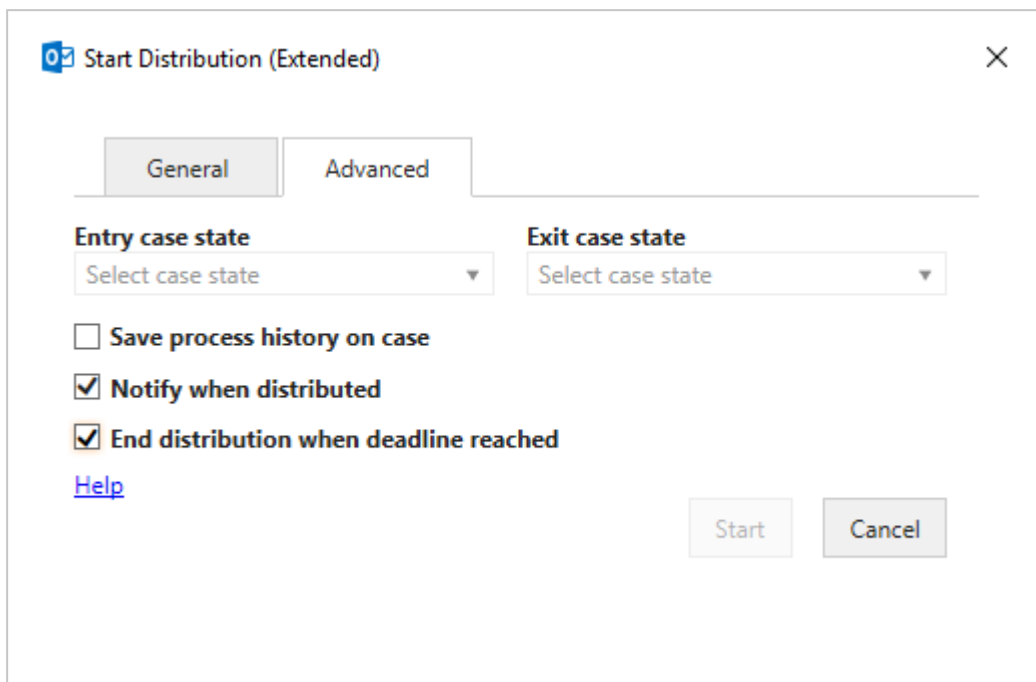 Start Distribution (Extended)
General Advanced
Entry case state Exit case state
Select case state Select case state
Save process history on case
Notify when distributed
End distribution when deadline reached
Help
Start Cancel